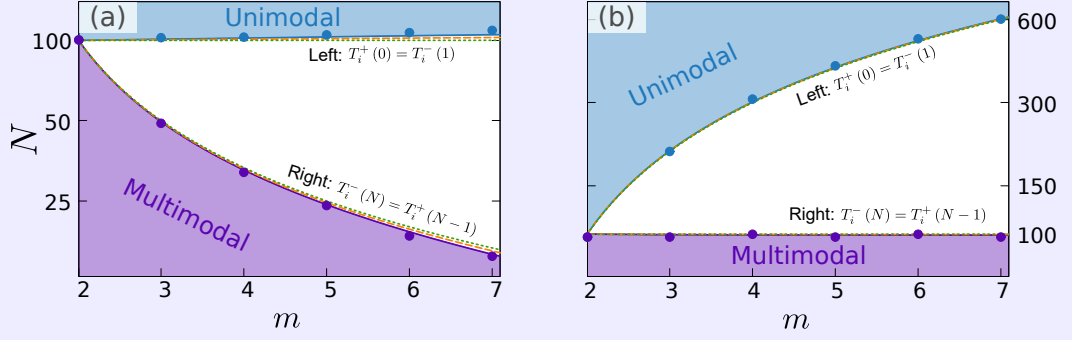 (a)
Unimodal
Left: $T_i^+(0) = T_i^-(1)$
Right: $T_i^-(N) = T_i^+(N-1)$
Multimodal
N
100
50
25
2 3 4 5 6 7
m
(b)
Unimodal
Left: $T_i^+(0) = T_i^-(1)$
Right: $T_i^-(N) = T_i^+(N-1)$
Multimodal
600
300
150
100
2 3 4 5 6 7
m